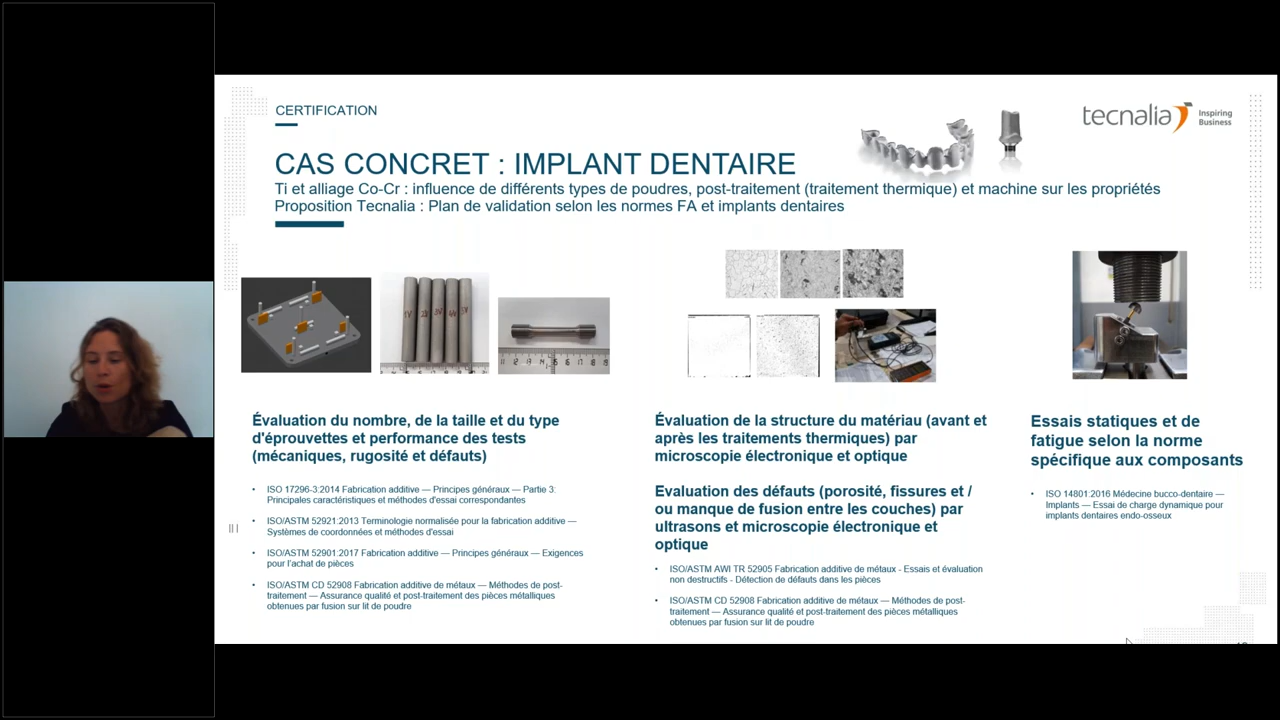 CERTIFICATION
tecnalia Inspiring
Business
CAS CONCRET : IMPLANT DENTAIRE
Ti et alliage Co-Cr : influence de différents types de poudres, post-traitement (traitement thermique) et machine sur les propriétés
Proposition Tecnalia : Plan de validation selon les normes FA et implants dentaires
Évaluation du nombre, de la taille et du type
d'éprouvettes et performance des tests
(mécaniques, rugosité et défauts)
• ISO 17296-3:2014 Fabrication additive — Principes généraux — Partie 3:
Principales caractéristiques et méthodes d'essai correspondantes
• ISO/ASTM 52921:2013 Terminologie normalisée pour la fabrication additive —
Systèmes de coordonnées et méthodes d'essai
• ISO/ASTM 52901:2017 Fabrication additive — Principes généraux — Exigences
pour l'achat de pièces
• ISO/ASTM CD 52908 Fabrication additive de métaux — Méthodes de post-
traitement — Assurance qualité et post-traitement des pièces métalliques
obtenues par fusion sur lit de poudre
Évaluation de la structure du matériau (avant et
après les traitements thermiques) par
microscopie électronique et optique
Evaluation des défauts (porosité, fissures et /
ou manque de fusion entre les couches) par
ultrasons et microscopie électronique et
optique
• ISO/ASTM AWI TR 52905 Fabrication additive de métaux - Essais et évaluation
non destructifs - Détection de défauts dans les pièces
• ISO/ASTM CD 52908 Fabrication additive de métaux — Méthodes de post-
traitement — Assurance qualité et post-traitement des pièces métalliques
obtenues par fusion sur lit de poudre
Essais statiques et de
fatigue selon la norme
spécifique aux composants
• ISO 14801:2016 Médecine bucco-dentaire —
Implants — Essai de charge dynamique pour
implants dentaires endo-osseux